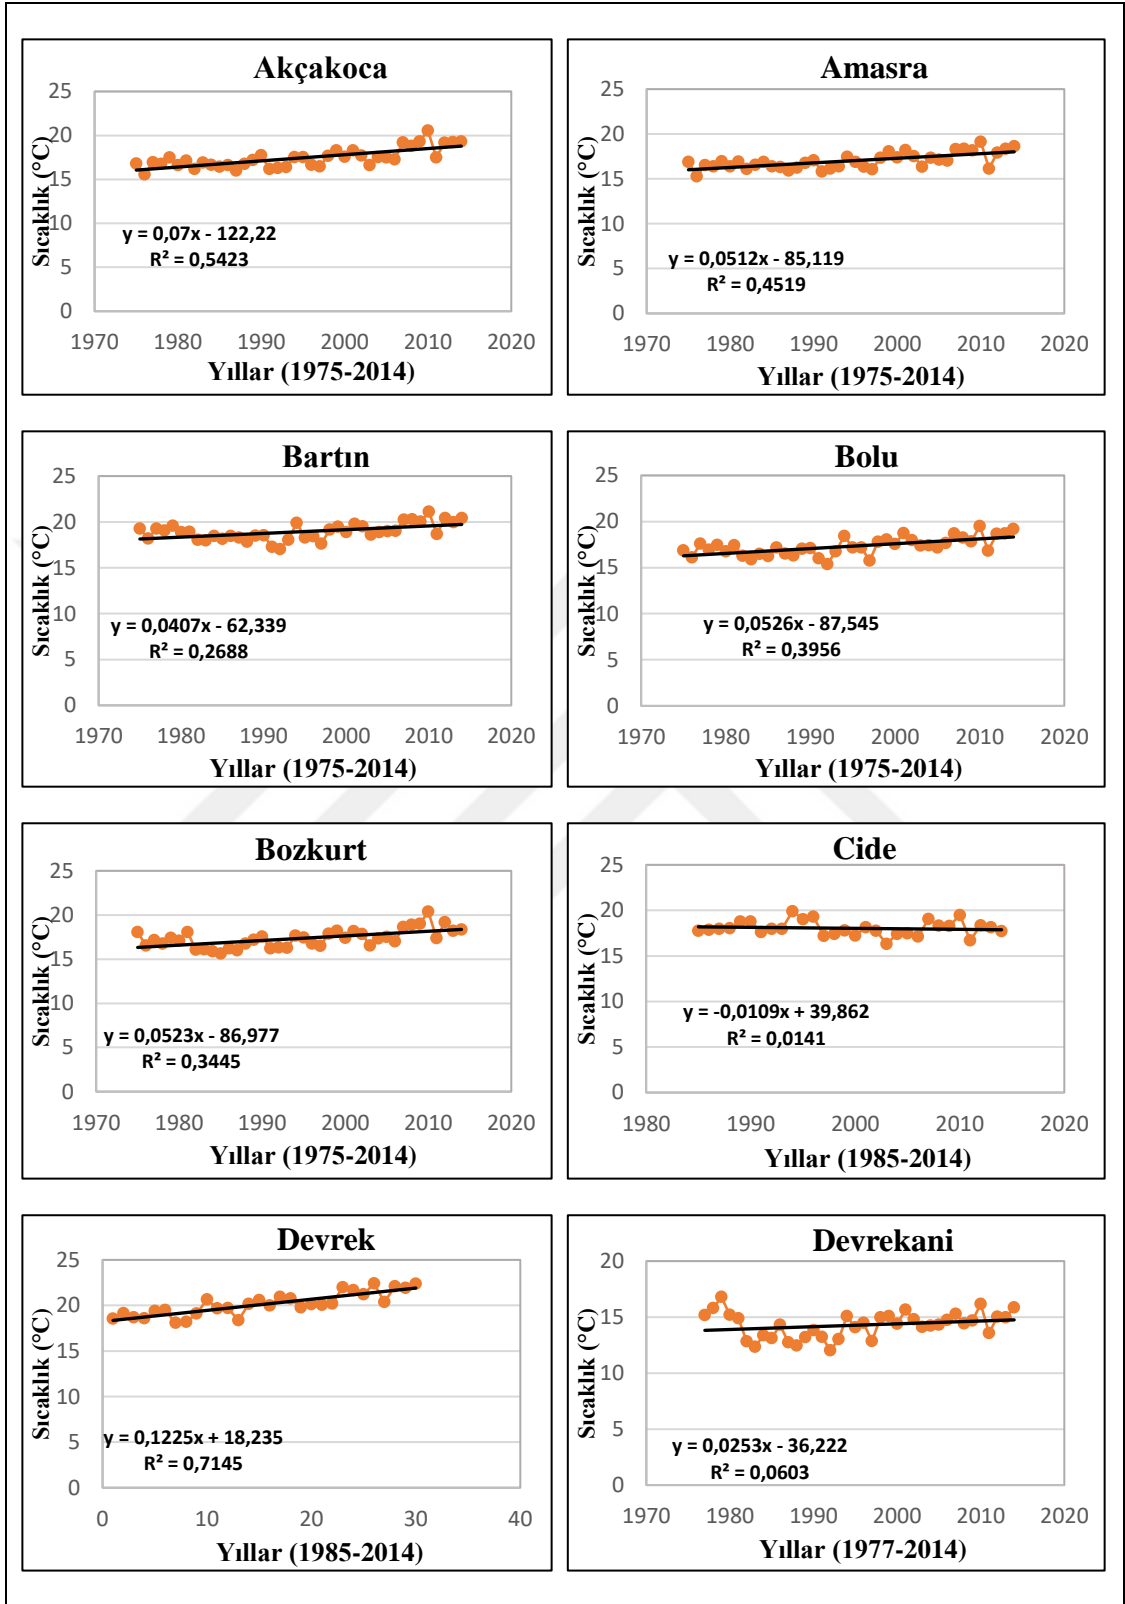 Akçakoca
Sıcaklık (°C)
25
20
15
10
5
0
y = 0,07x - 122,22
R² = 0,5423
1970 1980 1990 2000 2010 2020
Yıllar (1975-2014)
Amasra
Sıcaklık (°C)
25
20
15
10
5
0
y = 0,0512x - 85,119
R² = 0,4519
1970 1980 1990 2000 2010 2020
Yıllar (1975-2014)
Bartın
Sıcaklık (°C)
25
20
15
10
5
0
y = 0,0407x - 62,339
R² = 0,2688
1970 1980 1990 2000 2010 2020
Yıllar (1975-2014)
Bolu
Sıcaklık (°C)
25
20
15
10
5
0
y = 0,0526x - 87,545
R² = 0,3956
1970 1980 1990 2000 2010 2020
Yıllar (1975-2014)
Bozkurt
Sıcaklık (°C)
25
20
15
10
5
0
y = 0,0523x - 86,977
R² = 0,3445
1970 1980 1990 2000 2010 2020
Yıllar (1975-2014)
Cide
Sıcaklık (°C)
25
20
15
10
5
0
y = -0,0109x + 39,862
R² = 0,0141
1980 1990 2000 2010 2020
Yıllar (1985-2014)
Devrek
Sıcaklık (°C)
25
20
15
10
5
0
y = 0,1225x + 18,235
R² = 0,7145
0 10 20 30 40
Yıllar (1985-2014)
Devrekani
Sıcaklık (°C)
20
15
10
5
0
y = 0,0253x - 36,222
R² = 0,0603
1970 1980 1990 2000 2010 2020
Yıllar (1977-2014)